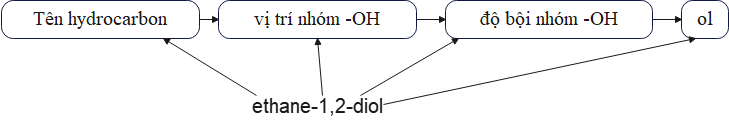 Tên hydrocarbon vị trí nhóm -OH độ bội nhóm -OH ol
ethane-1,2-diol